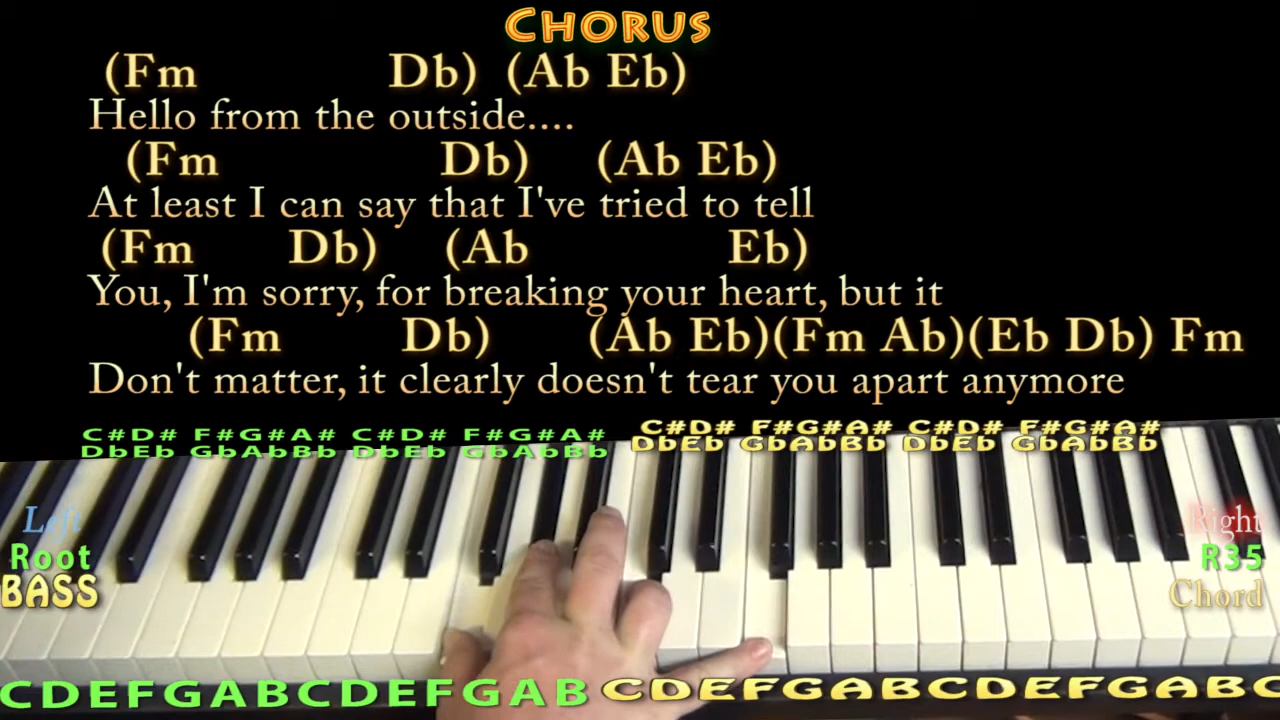 CHORUS
(Fm Db) (Ab Eb)
Hello from the outside....
(Fm Db) (Ab Eb)
At least I can say that I've tried to tell
(Fm Db) (Ab Eb)
You, I'm sorry, for breaking your heart, but it
(Fm Db) (Ab Eb)(Fm Ab)(Eb Db) Fm
Don't matter, it clearly doesn't tear you apart anymore
C#D# F#G#A# C#D# F#G#A# C#D# F#G#A# C#D# F#G#A#
DbEb GbAbBb DbEb GbAbBb DbEb GbAbBb DbEb GbAbBb
Left
Root
BASS
Right
R35
Chord
CDEFGABCDEFGAB CDEFGABCDEFGABC